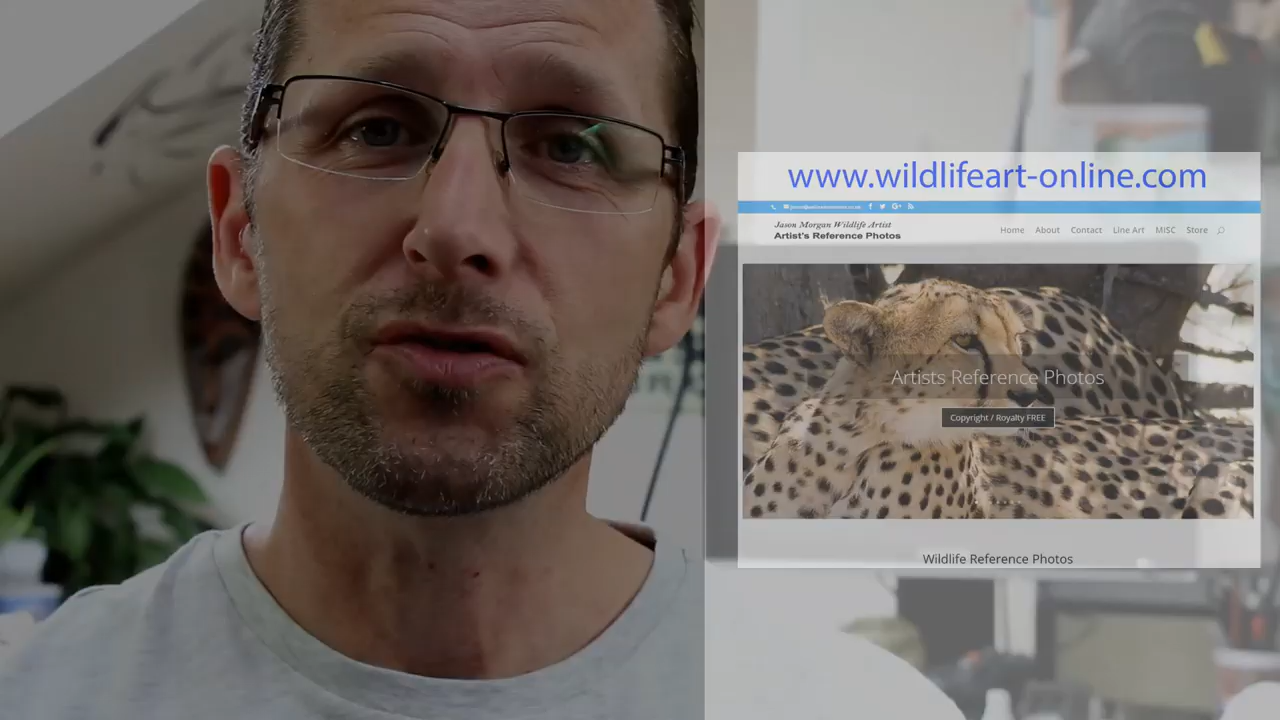 www.wildlifeart-online.com
Jason Morgan Wildlife Artist
Artist's Reference Photos
Home About Contact Line Art MISC Store
Artists Reference Photos
Copyright / Royalty FREE
Wildlife Reference Photos